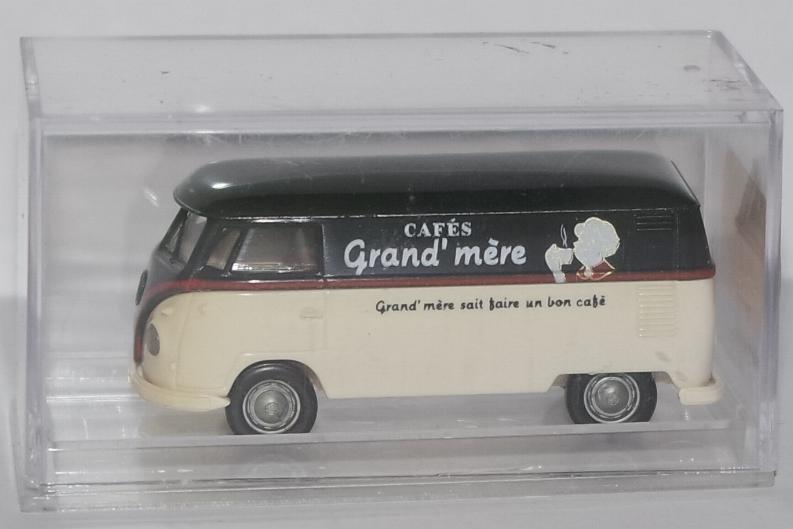 CAFÉS
Grand'mère
Grand'mère sait faire un bon café